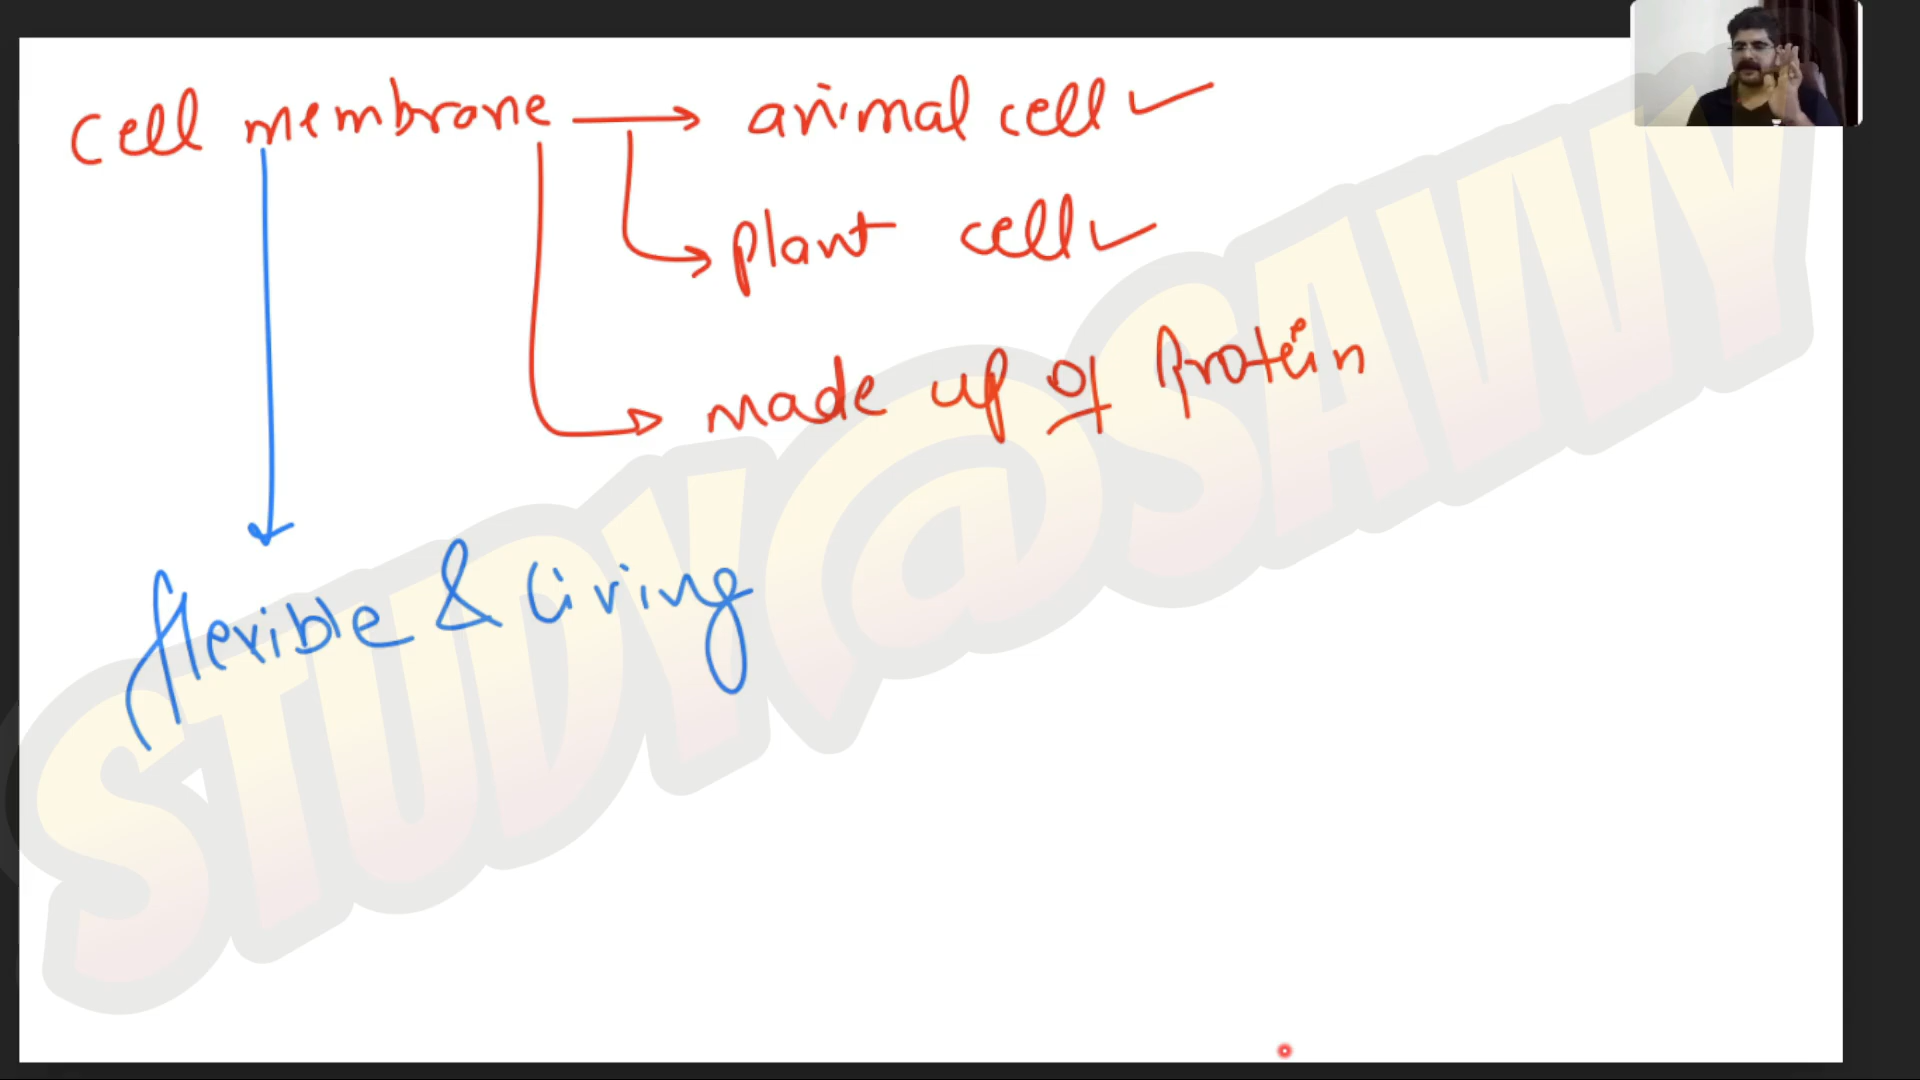 cell membrane → animal cell ✓
plant cell ✓
made up of Protein
flexible & living
STUDY@SAVVY